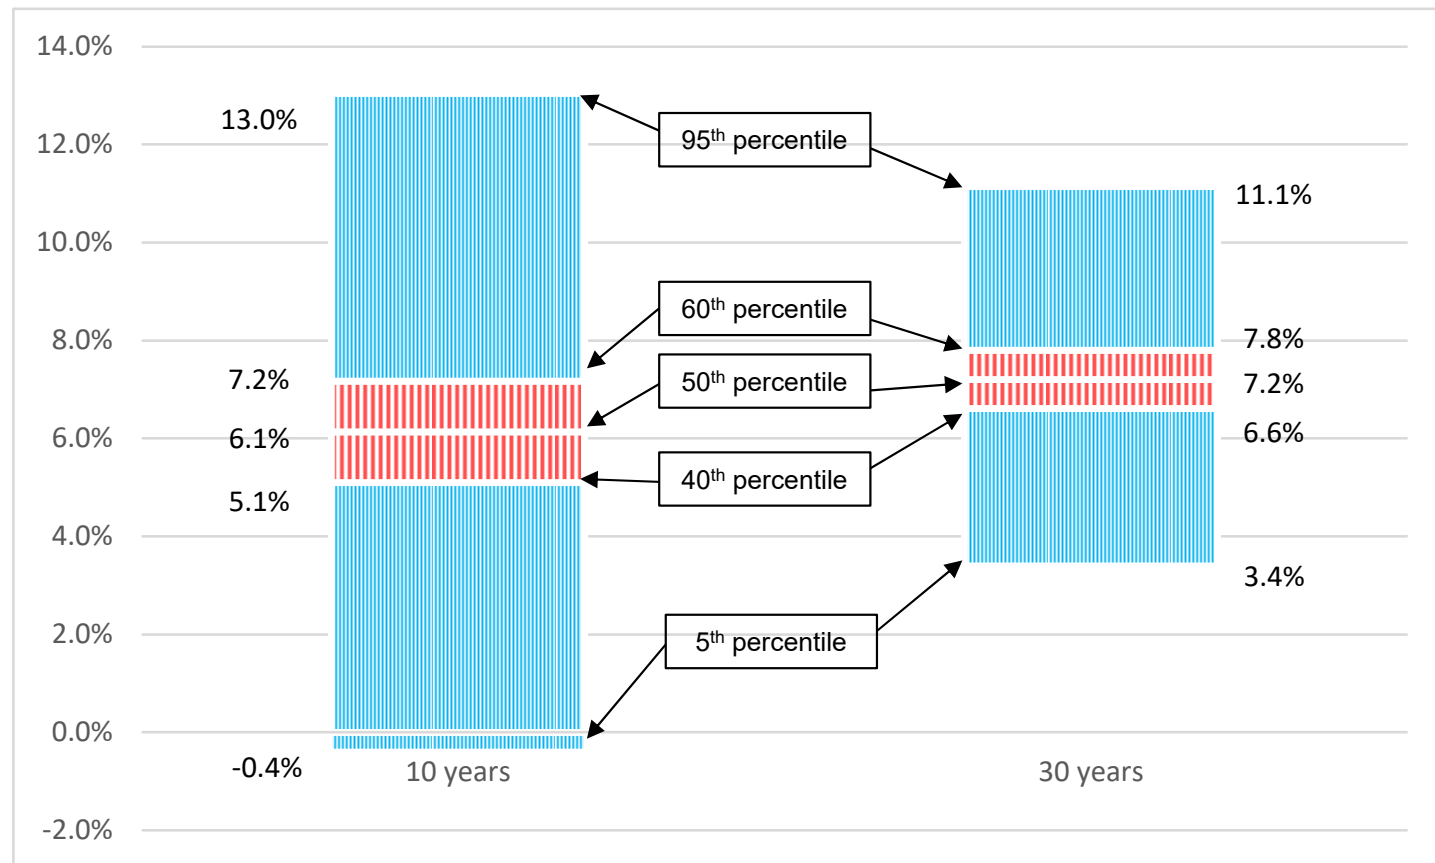 14.0%
13.0%
12.0%
95th percentile
11.1%
10.0%
60th percentile
8.0%
7.8%
7.2%
50th percentile
7.2%
6.1%
6.0%
6.6%
40th percentile
5.1%
4.0%
3.4%
2.0%
5th percentile
0.0%
-0.4%
10 years
30 years
-2.0%